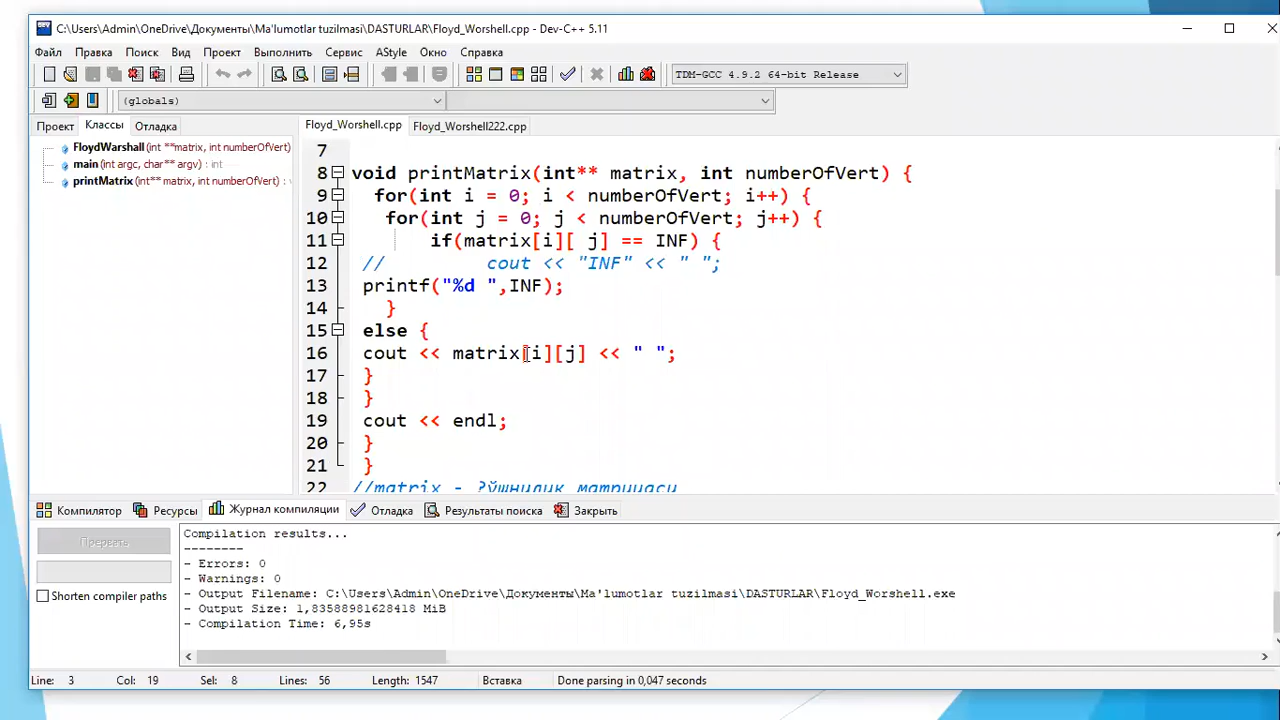 C:\Users\Admin\OneDrive\Документы\Ma'lumotlar tuzilmasi\DASTURLAR\Floyd_Worshell.cpp - Dev-C++ 5.11
Файл Правка Поиск Вид Проект Выполнить Сервис AStyle Окно Справка
TDM-GCC 4.9.2 64-bit Release
(globals)
Проект Классы Отладка
Floyd_Worshell.cpp Floyd_Worshell222.cpp
FloydWarshall (int **matrix, int numberOfVert)
main (int argc, char** argv) : int
printMatrix (int** matrix, int numberOfVert) :
7
8 void printMatrix(int** matrix, int numberOfVert) {
9 for(int i = 0; i < numberOfVert; i++) {
10 for(int j = 0; j < numberOfVert; j++) {
11 if(matrix[i][ j] == INF) {
12 // cout << "INF" << " ";
13 printf("%d ",INF);
14 }
15 else {
16 cout << matrix[i][j] << " ";
17 }
18 }
19 cout << endl;
20 }
21 }
22 //matrix - ?ўшнилик матрицаси
Компилятор Ресурсы Журнал компиляции Отладка Результаты поиска Закрыть
Прервать
Shorten compiler paths
Compilation results...
--------
- Errors: 0
- Warnings: 0
- Output Filename: C:\Users\Admin\OneDrive\Документы\Ma'lumotlar tuzilmasi\DASTURLAR\Floyd_Worshell.exe
- Output Size: 1,83588981628418 MiB
- Compilation Time: 6,95s
Line: 3 Col: 19 Sel: 8 Lines: 56 Length: 1547 Вставка Done parsing in 0,047 seconds